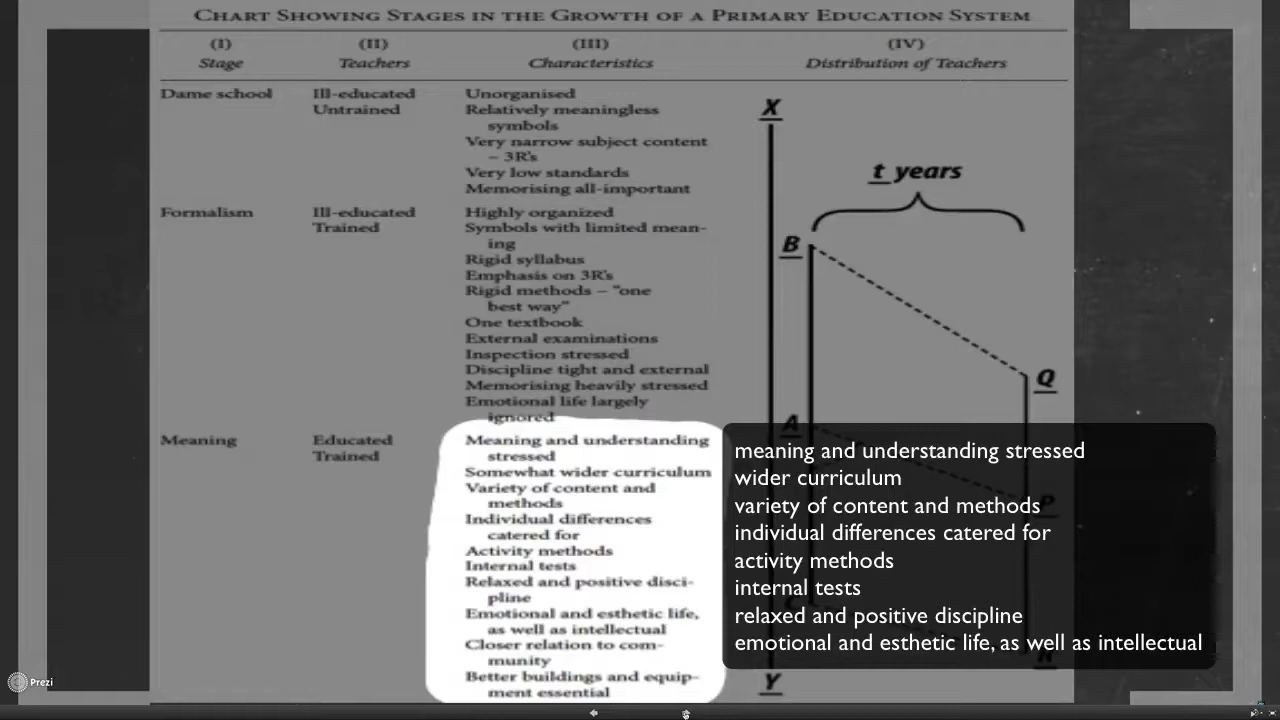 CHART SHOWING STAGES IN THE GROWTH OF A PRIMARY EDUCATION SYSTEM
(I) (II) (III) (IV)
Stage Teachers Characteristics Distribution of Teachers
Dame school Ill-educated Unorganised
Untrained Relatively meaningless
symbols
Very narrow subject content
– 3R's
Very low standards
Memorising all-important
Formalism Ill-educated Highly organized
Trained Symbols with limited mean-
ing
Rigid syllabus
Emphasis on 3R's
Rigid methods – "one
best way"
One textbook
External examinations
Inspection stressed
Discipline tight and external
Memorising heavily stressed
Emotional life largely
ignored
Meaning Educated Meaning and understanding
Trained stressed
Somewhat wider curriculum
Variety of content and
methods
Individual differences
catered for
Activity methods
Internal tests
Relaxed and positive disci-
pline
Emotional and esthetic life,
as well as intellectual
Closer relation to com-
munity
Better buildings and equip-
ment essential
X
t years
B
Q
A
P
Y
meaning and understanding stressed
wider curriculum
variety of content and methods
individual differences catered for
activity methods
internal tests
relaxed and positive discipline
emotional and esthetic life, as well as intellectual
Prezi